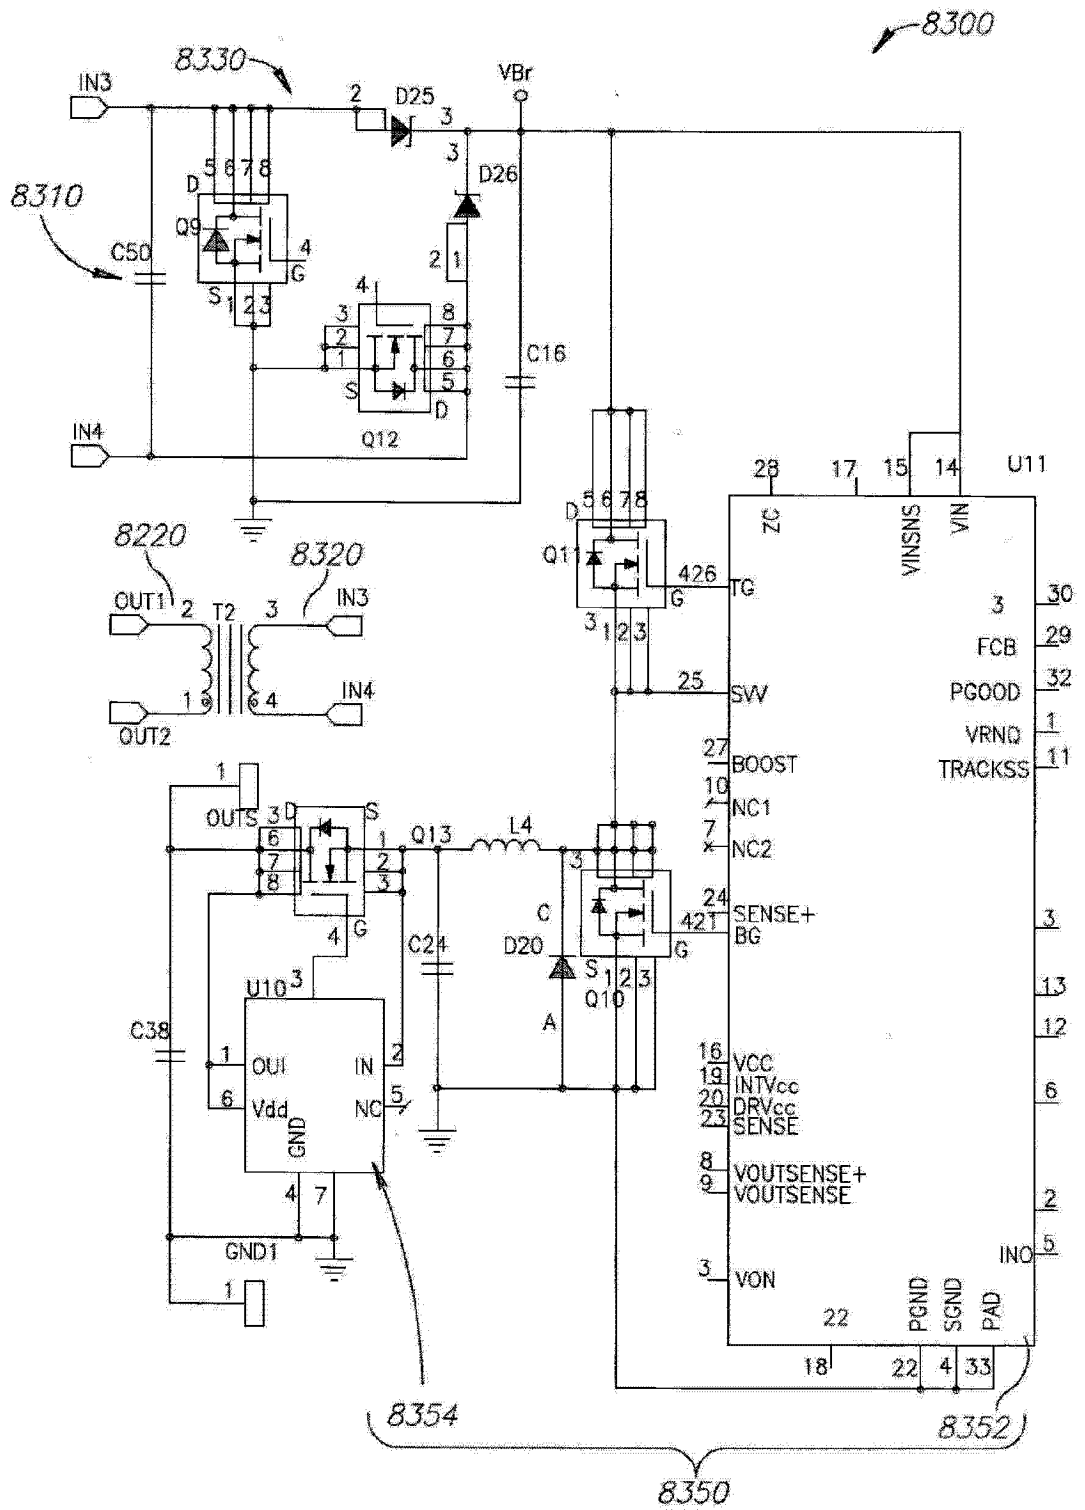 8300
8330
IN3
2
D25
3
VBr
3
D26
8310
5 6 7 8
D
Q9
4
G
C50
S 1 2 3
2 1
4
3
2
1
S
8
7
6
5
D
C16
IN4
Q12
28
17
15
14
U11
ZC
VINSNS
VIN
5 6 7 8
D
Q11
G
426
TG
3 1 2 3
3
30
FCB
29
PGOOD
32
VRNQ
1
TRACKSS
11
8220
8320
OUT1
2
T2
3
IN3
1
4
IN4
OUT2
25
SW
27
BOOST
10
NC1
7
NC2
24
SENSE+
421
BG
1
OUTS
D
S
3
6
7
8
1
2
3
Q13
L4
3
G
4
C24
C
D20
A
S 1 2 3
G
Q10
3
13
12
6
2
INO
5
U10
3
C38
1
OUI
IN
2
6
Vdd
NC
5
GND
4
7
16
VCC
19
INTVcc
20
DRVcc
23
SENSE
8
VOUTSENSE+
9
VOUTSENSE
3
VON
GND1
1
22
PGND
SGND
PAD
18
22
4
33
8354
8352
8350